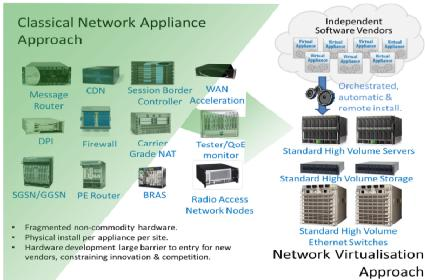 Classical Network Appliance
Approach
Message
Router
CDN
Session Border
Controller
WAN
Acceleration
DPI
Firewall
Carrier
Grade NAT
Tester/QoE
monitor
SGSN/GGSN
PE Router
BRAS
Radio Access
Network Nodes
• Fragmented non-commodity hardware.
• Physical install per appliance per site.
• Hardware development large barrier to entry for new
vendors, constraining innovation & competition.
Independent
Software Vendors
Virtual
Appliance
Virtual
Appliance
Virtual
Appliance
Virtual
Appliance
Virtual
Appliance
Virtual
Appliance
Virtual
Appliance
Orchestrated,
automatic &
remote install.
Standard High Volume Servers
Standard High Volume Storage
Standard High Volume
Ethernet Switches
Network Virtualisation
Approach